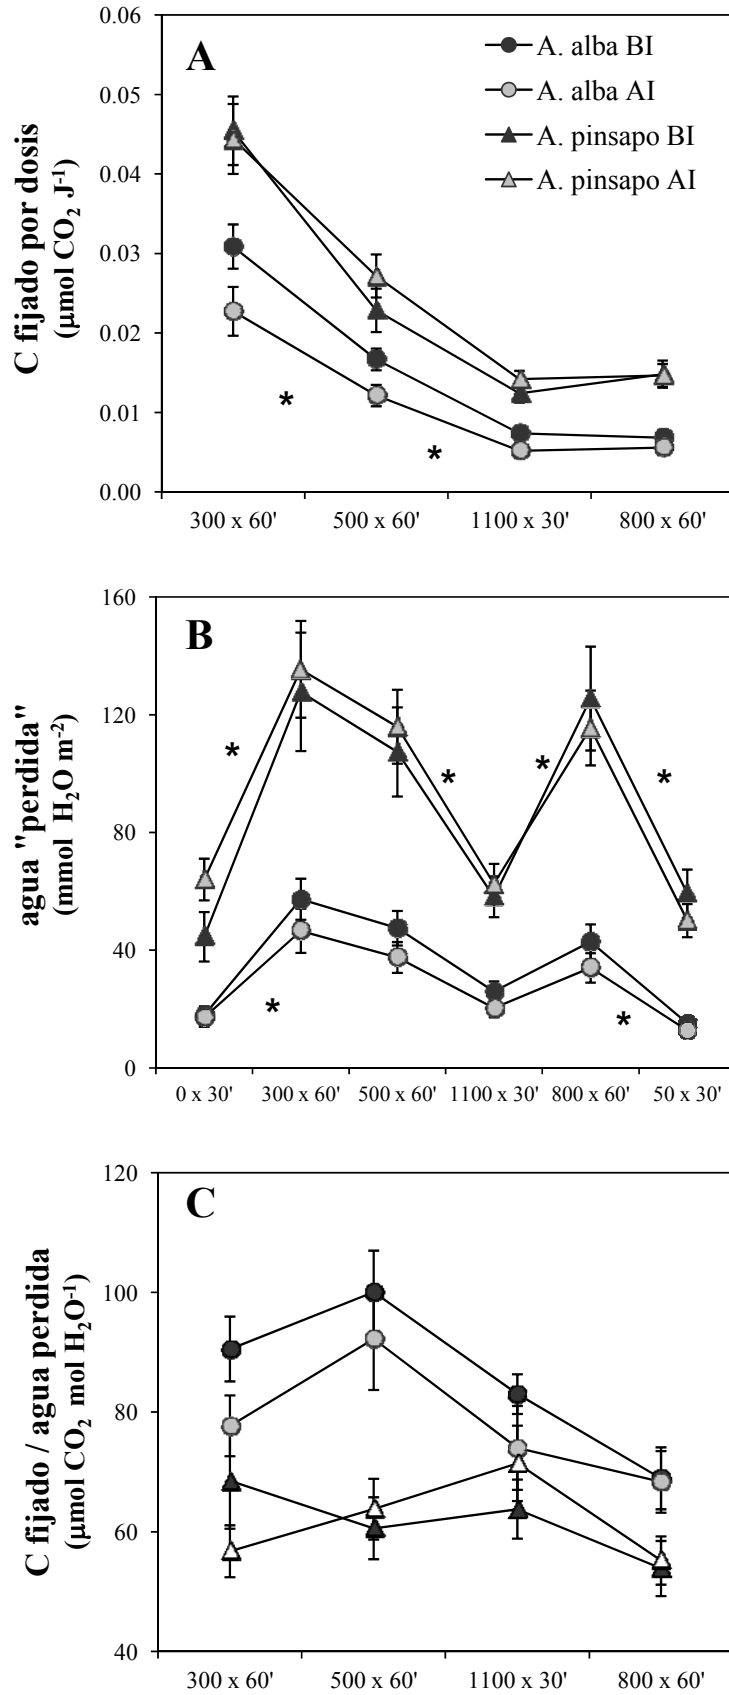 A
A. alba BI
A. alba AI
A. pinsapo BI
A. pinsapo AI
C fijado por dosis
(µmol CO₂ J⁻¹)
0.06
0.05
0.04
0.03
0.02
0.01
0.00
*
*
300 x 60'
500 x 60'
1100 x 30'
800 x 60'
B
agua "perdida"
(mmol H₂O m⁻²)
160
120
80
40
0
*
*
*
*
*
*
0 x 30'
300 x 60'
500 x 60'
1100 x 30'
800 x 60'
50 x 30'
C
C fijado / agua perdida
(µmol CO₂ mol H₂O⁻¹)
120
100
80
60
40
300 x 60'
500 x 60'
1100 x 30'
800 x 60'